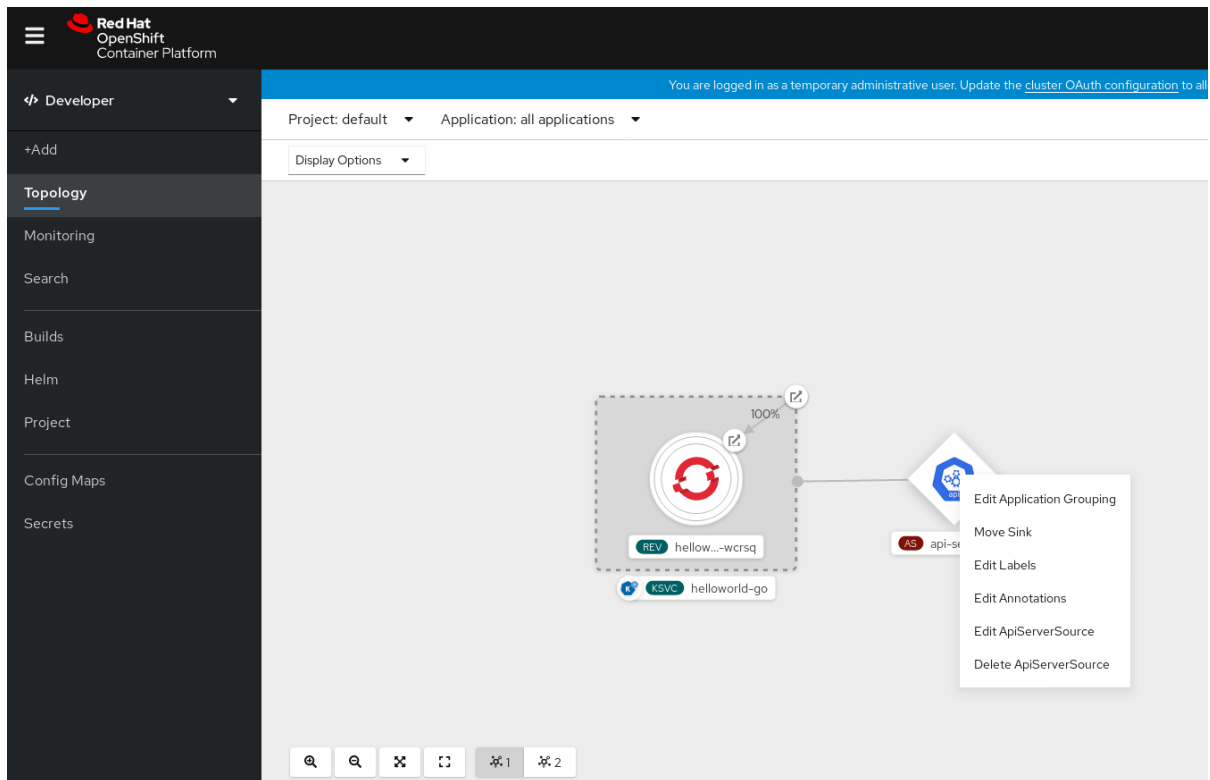 Red Hat
OpenShift
Container Platform
Developer
You are logged in as a temporary administrative user. Update the cluster OAuth configuration to all
Project: default
Application: all applications
+Add
Display Options
Topology
Monitoring
Search
Builds
Helm
Project
Config Maps
Secrets
100%
REV hellow...-wcrsq
KSVC helloworld-go
api
AS api-se
Edit Application Grouping
Move Sink
Edit Labels
Edit Annotations
Edit ApiServerSource
Delete ApiServerSource
1
2